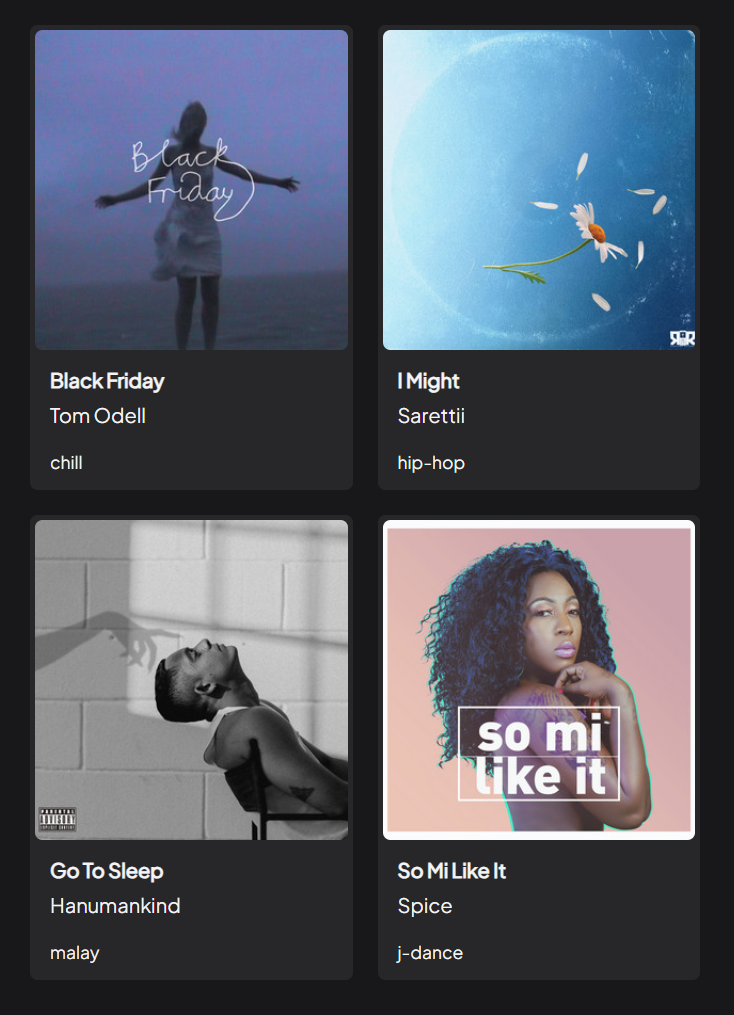 Black
Friday
Black Friday
Tom Odell
chill
I Might
Sarettii
hip-hop
PARENTAL
ADVISORY
EXPLICIT CONTENT
Go To Sleep
Hanumankind
malay
so mi
like it
So Mi Like It
Spice
j-dance